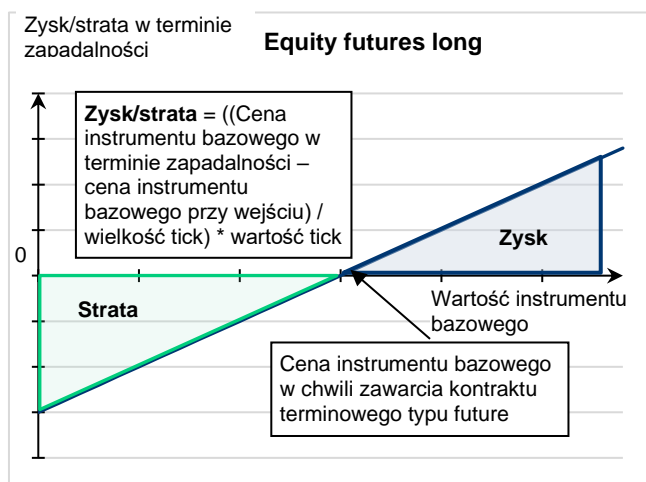 Zysk/strata w terminie
zapadalności
Equity futures long
Zysk/strata = ((Cena
instrumentu bazowego w
terminie zapadalności –
cena instrumentu
bazowego przy wejściu) /
wielkość tick) * wartość tick
0
Zysk
Strata
Wartość instrumentu
bazowego
Cena instrumentu bazowego
w chwili zawarcia kontraktu
terminowego typu future